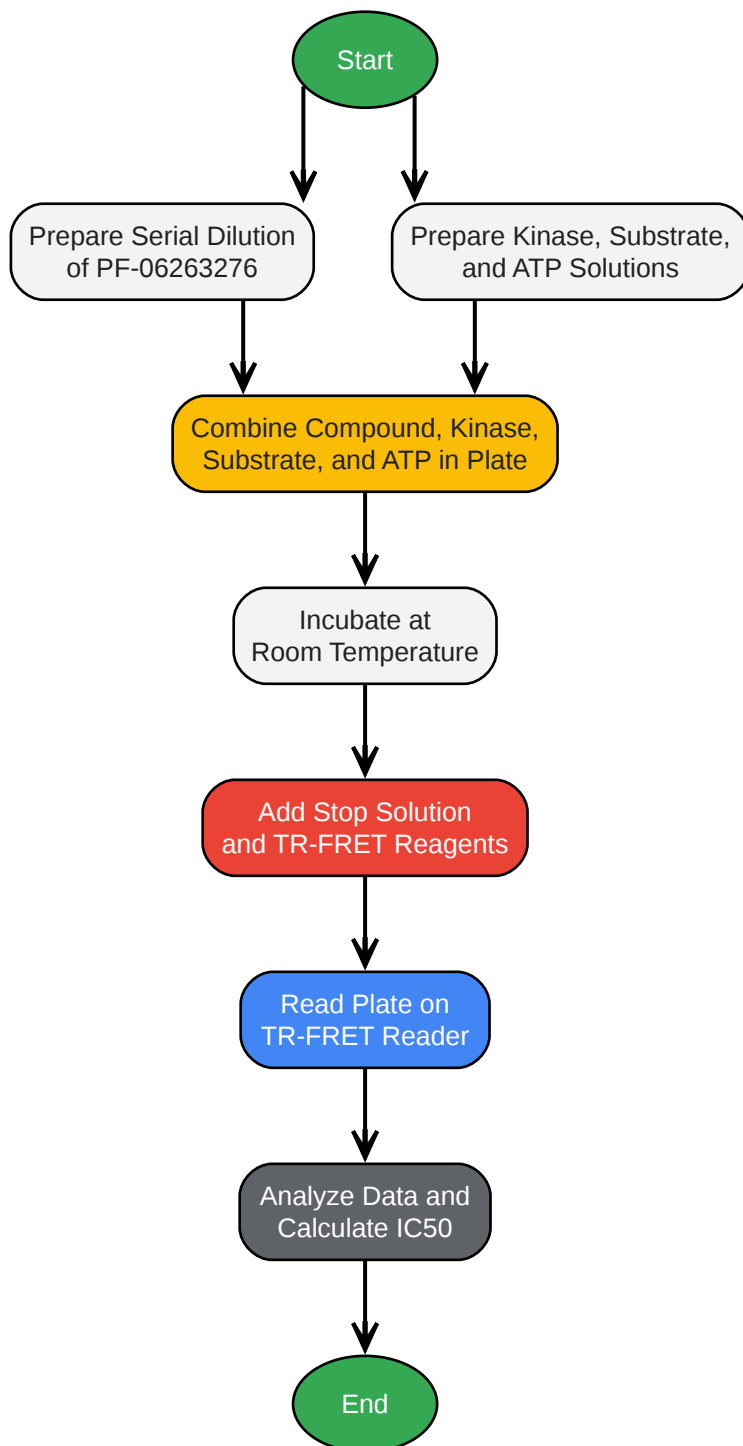 Start
Prepare Serial Dilution
of PF-06263276
Prepare Kinase, Substrate,
and ATP Solutions
Combine Compound, Kinase,
Substrate, and ATP in Plate
Incubate at
Room Temperature
Add Stop Solution
and TR-FRET Reagents
Read Plate on
TR-FRET Reader
Analyze Data and
Calculate IC50
End